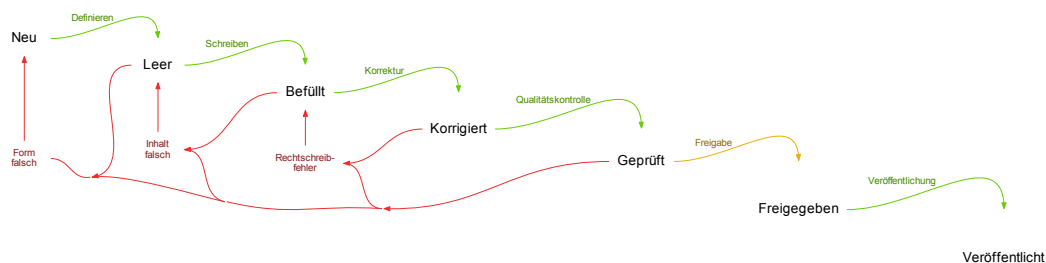 Definieren
Neu
Schreiben
Leer
Korrektur
Befüllt
Qualitätskontrolle
Korrigiert
Form
falsch
Inhalt
falsch
Rechtschreib-
fehler
Freigabe
Geprüft
Veröffentlichung
Freigegeben
Veröffentlicht